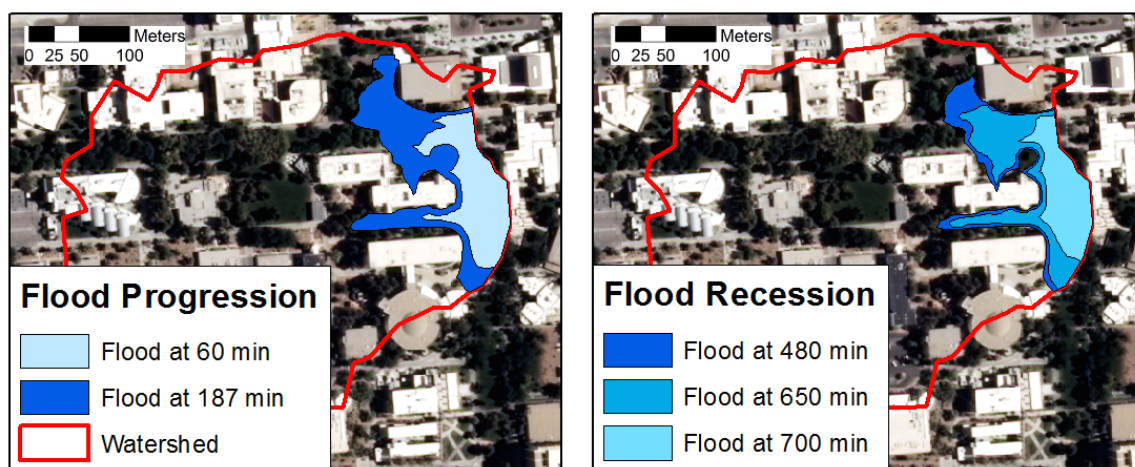 Meters
0 25 50 100
Flood Progression
Flood at 60 min
Flood at 187 min
Watershed
Meters
0 25 50 100
Flood Recession
Flood at 480 min
Flood at 650 min
Flood at 700 min